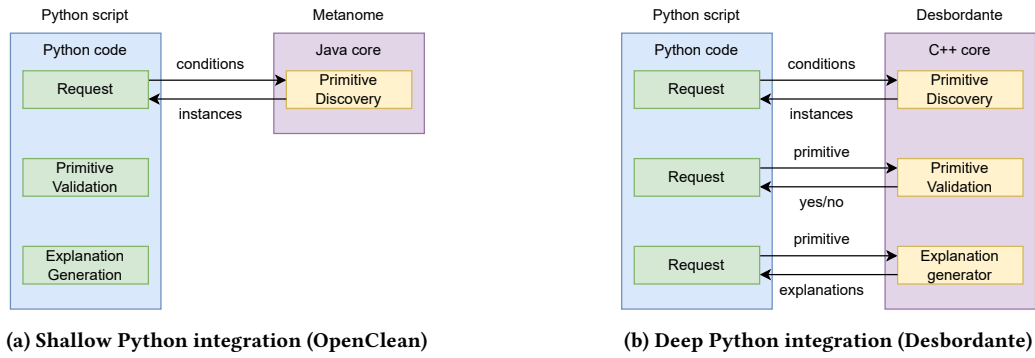 Python script
Metanome
Python code
Java core
Request
conditions
instances
Primitive
Discovery
Primitive
Validation
Explanation
Generation
(a) Shallow Python integration (OpenClean)
Python script
Desbordante
Python code
C++ core
Request
conditions
instances
Primitive
Discovery
Request
primitive
yes/no
Primitive
Validation
Request
primitive
explanations
Explanation
generator
(b) Deep Python integration (Desbordante)